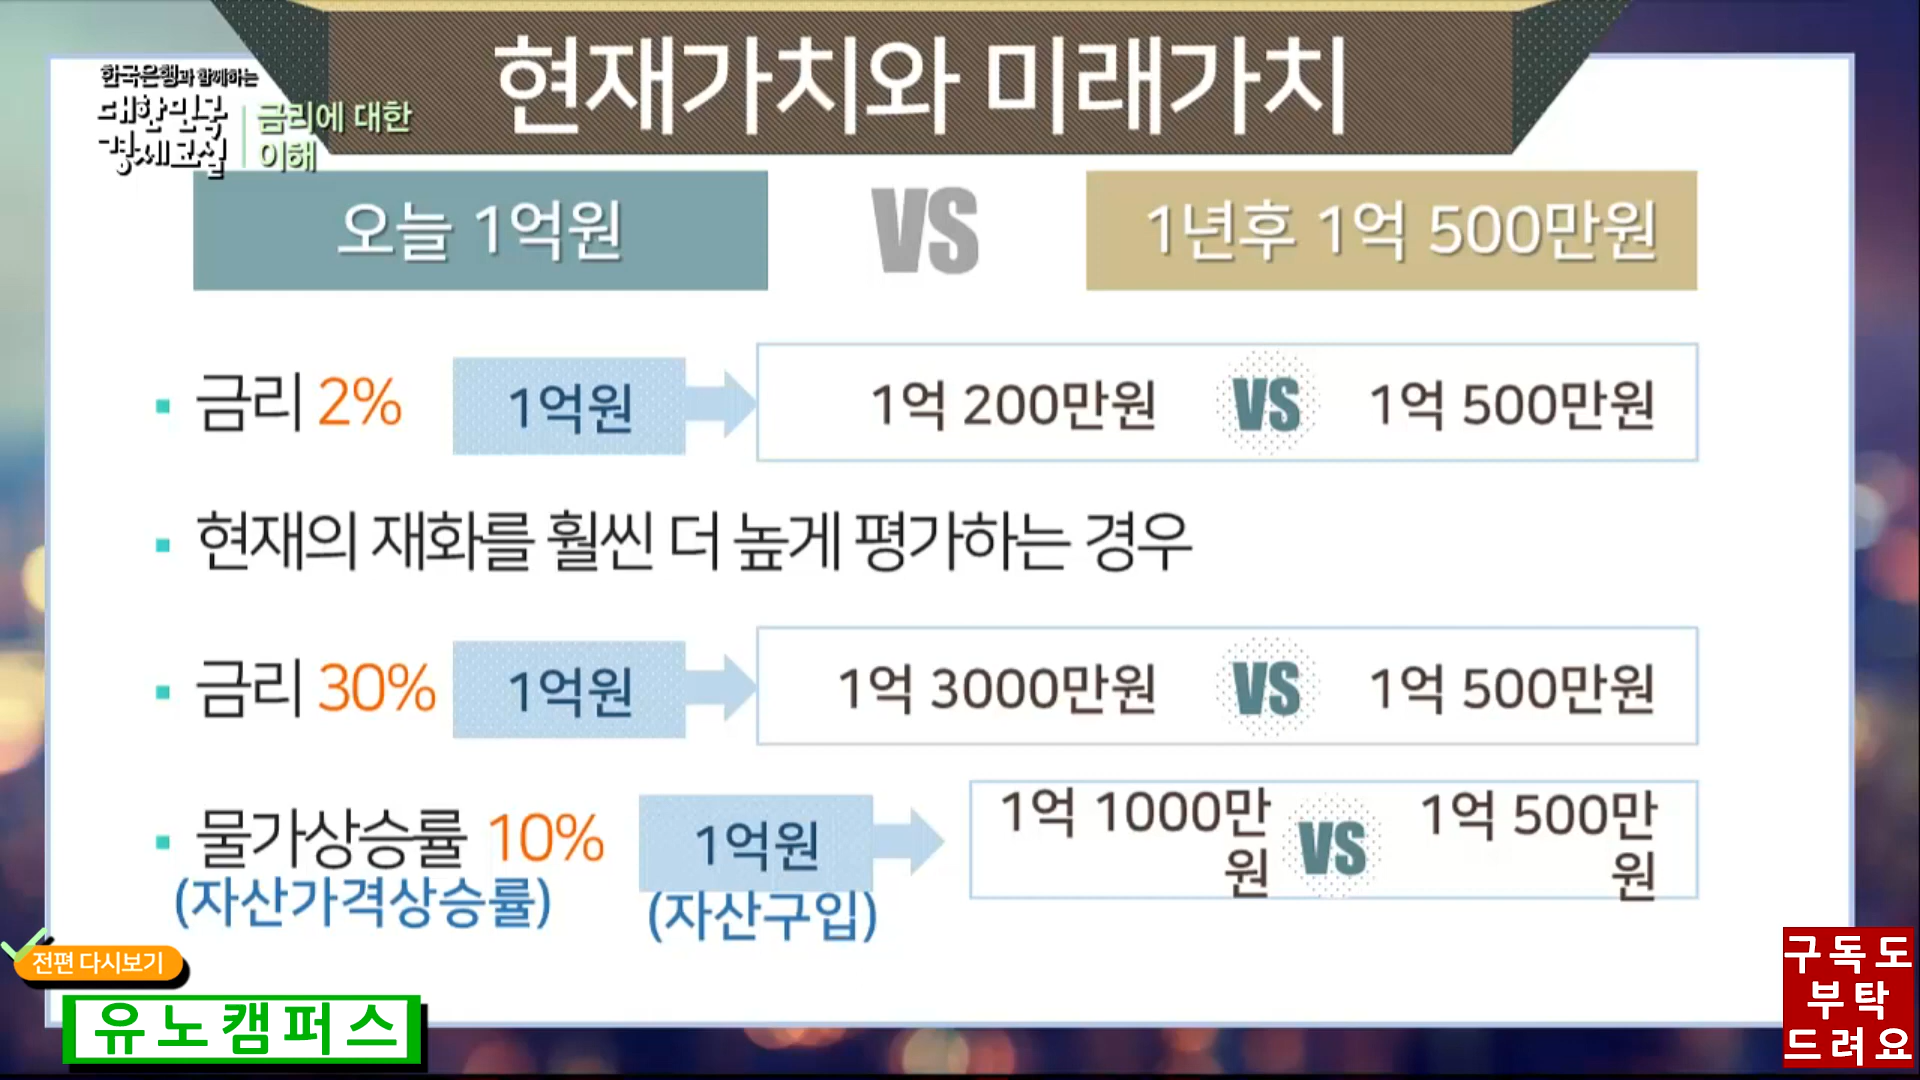 현재가치와 미래가치
한국은행과 함께하는
대한민국
경제교실
금리에 대한
이해
오늘 1억원 VS 1년후 1억 500만원
금리 2% 1억원 1억 200만원 VS 1억 500만원
현재의 재화를 훨씬 더 높게 평가하는 경우
금리 30% 1억원 1억 3000만원 VS 1억 500만원
물가상승률 10% 1억원 1억 1000만
원 VS 1억 500만
원
(자산가격상승률) (자산구입)
전편 다시보기
유노캠퍼스
구독도
부탁
드려요